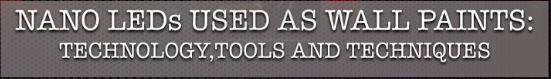 NANO LEDs USED AS WALL PAINTS:
TECHNOLOGY,TOOLS AND TECHNIQUES